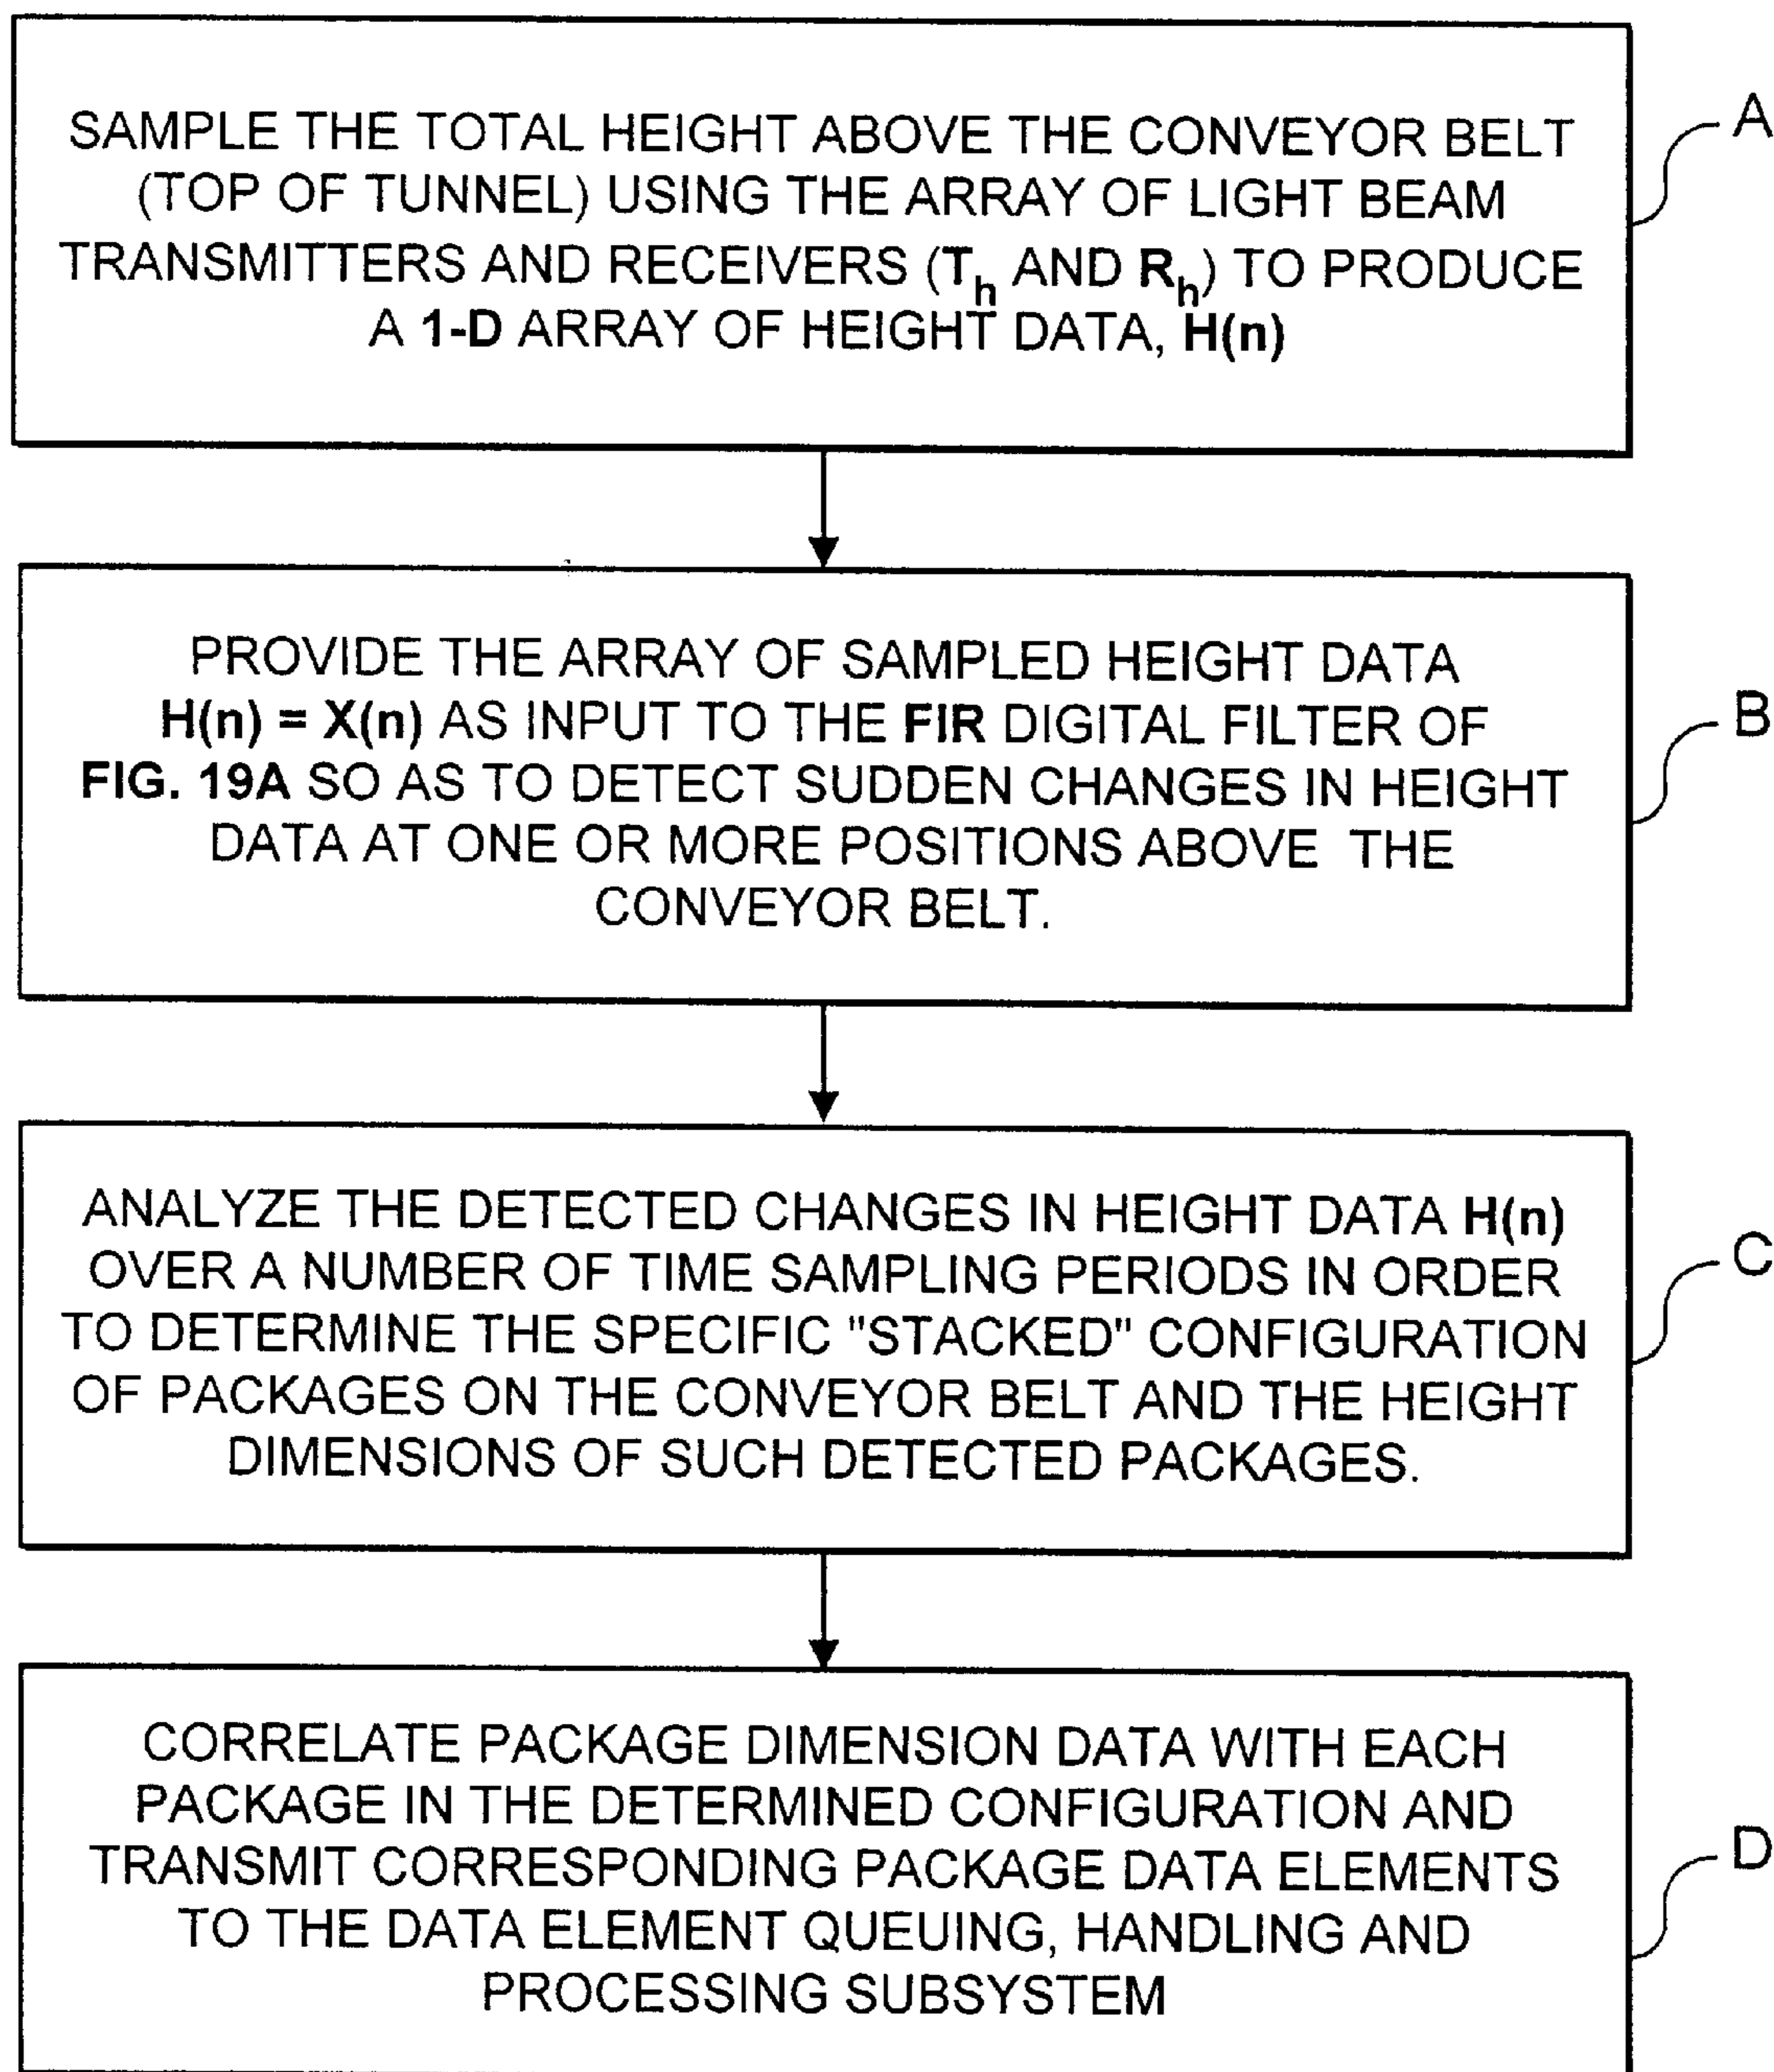 SAMPLE THE TOTAL HEIGHT ABOVE THE CONVEYOR BELT
(TOP OF TUNNEL) USING THE ARRAY OF LIGHT BEAM
TRANSMITTERS AND RECEIVERS (Th AND Rh) TO PRODUCE
A 1-D ARRAY OF HEIGHT DATA, H(n)
A
PROVIDE THE ARRAY OF SAMPLED HEIGHT DATA
H(n) = X(n) AS INPUT TO THE FIR DIGITAL FILTER OF
FIG. 19A SO AS TO DETECT SUDDEN CHANGES IN HEIGHT
DATA AT ONE OR MORE POSITIONS ABOVE THE
CONVEYOR BELT.
B
ANALYZE THE DETECTED CHANGES IN HEIGHT DATA H(n)
OVER A NUMBER OF TIME SAMPLING PERIODS IN ORDER
TO DETERMINE THE SPECIFIC "STACKED" CONFIGURATION
OF PACKAGES ON THE CONVEYOR BELT AND THE HEIGHT
DIMENSIONS OF SUCH DETECTED PACKAGES.
C
CORRELATE PACKAGE DIMENSION DATA WITH EACH
PACKAGE IN THE DETERMINED CONFIGURATION AND
TRANSMIT CORRESPONDING PACKAGE DATA ELEMENTS
TO THE DATA ELEMENT QUEUING, HANDLING AND
PROCESSING SUBSYSTEM
D